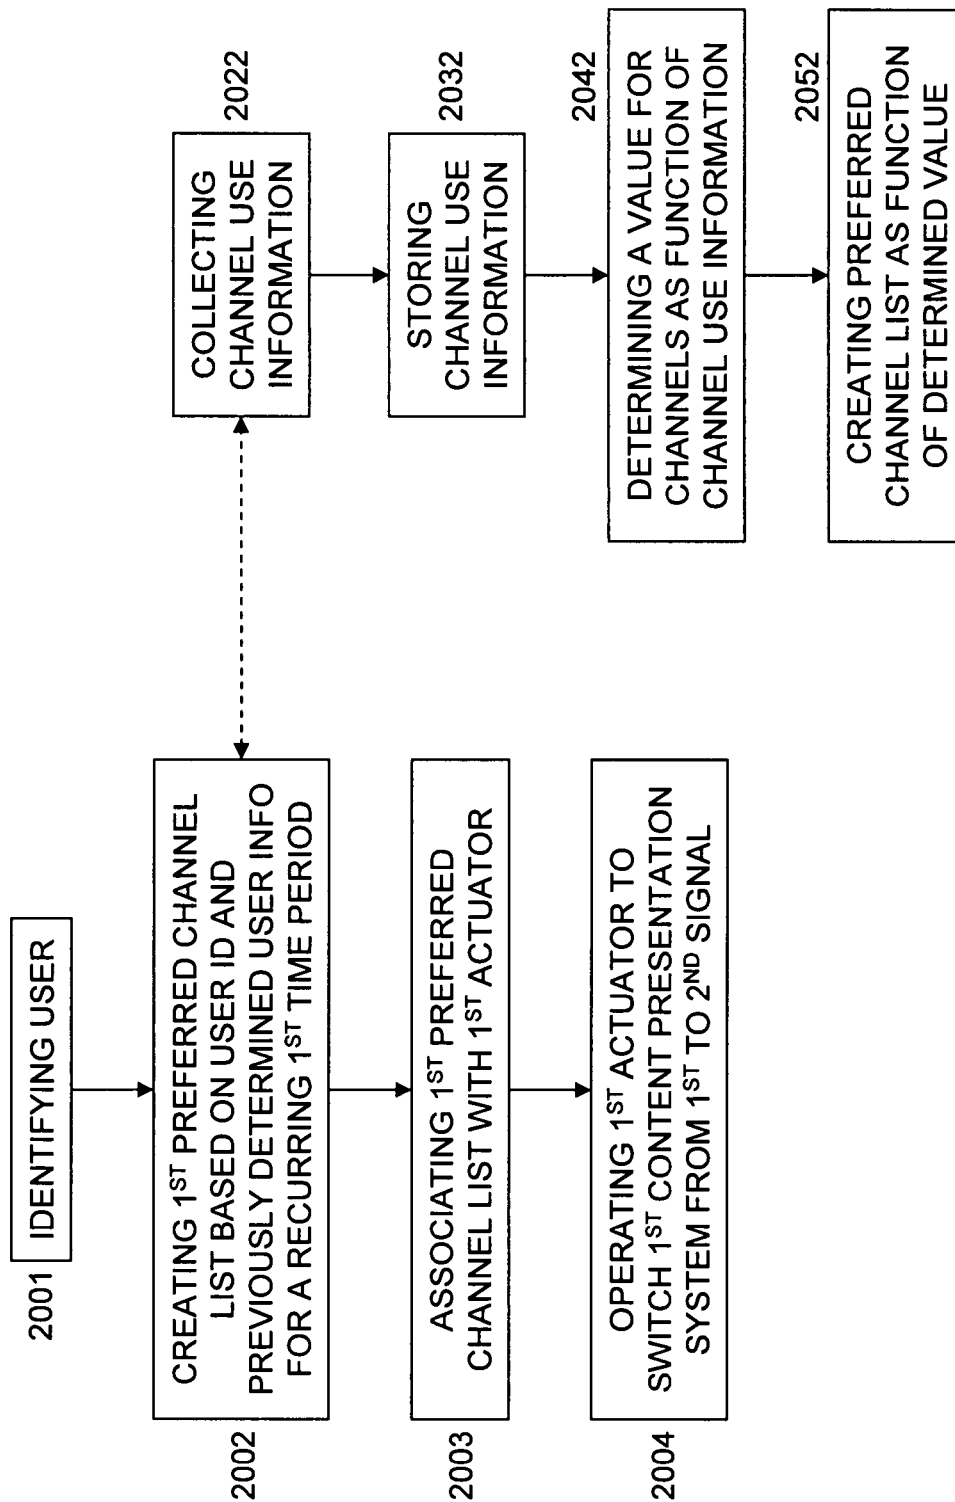 2001
IDENTIFYING USER
2002
CREATING 1ST PREFERRED CHANNEL
LIST BASED ON USER ID AND
PREVIOUSLY DETERMINED USER INFO
FOR A RECURRING 1ST TIME PERIOD
2003
ASSOCIATING 1ST PREFERRED
CHANNEL LIST WITH 1ST ACTUATOR
2004
OPERATING 1ST ACTUATOR TO
SWITCH 1ST CONTENT PRESENTATION
SYSTEM FROM 1ST TO 2ND SIGNAL
COLLECTING
CHANNEL USE
INFORMATION
2022
STORING
CHANNEL USE
INFORMATION
2032
DETERMINING A VALUE FOR
CHANNELS AS FUNCTION OF
CHANNEL USE INFORMATION
2042
CREATING PREFERRED
CHANNEL LIST AS FUNCTION
OF DETERMINED VALUE
2052